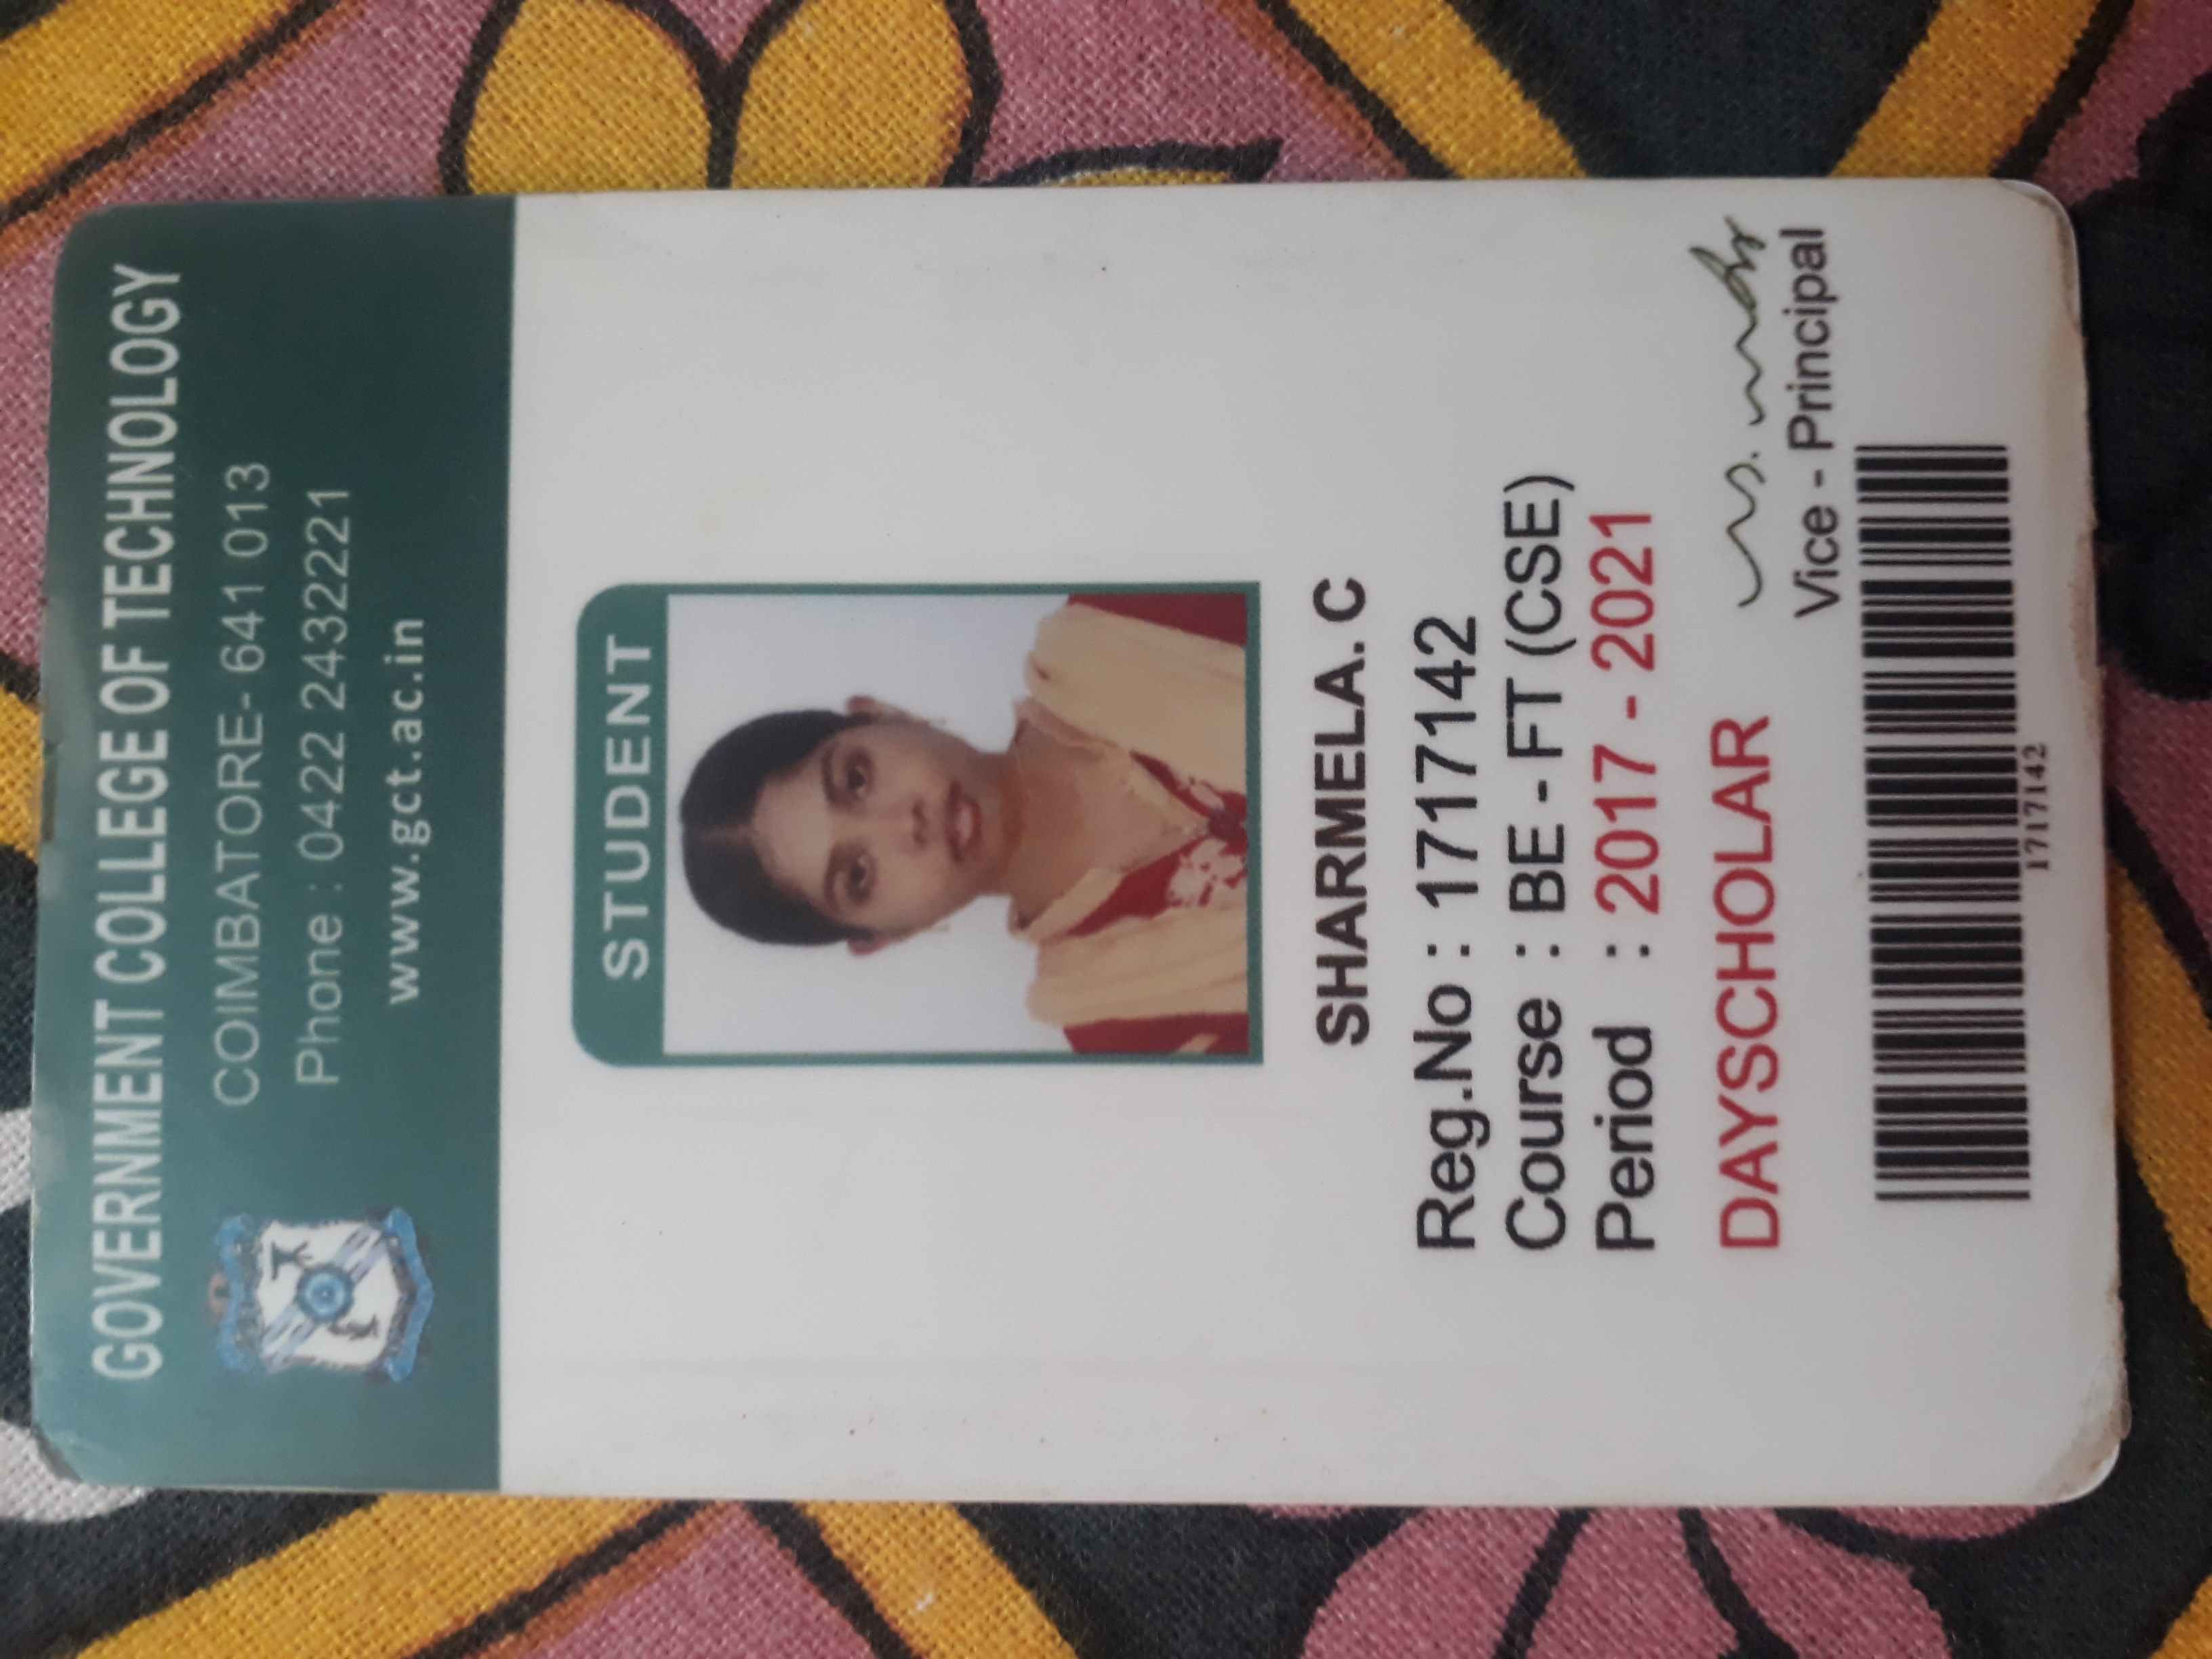 GOVERNMENT COLLEGE OF TECHNOLOGY
COIMBATORE- 641 013
Phone : 0422 2432221
www.gct.ac.in
STUDENT
SHARMELA. C
Reg.No : 1717142
Course : BE - FT (CSE)
Period : 2017 - 2021
DAYSCHOLAR
Vice - Principal
1717142